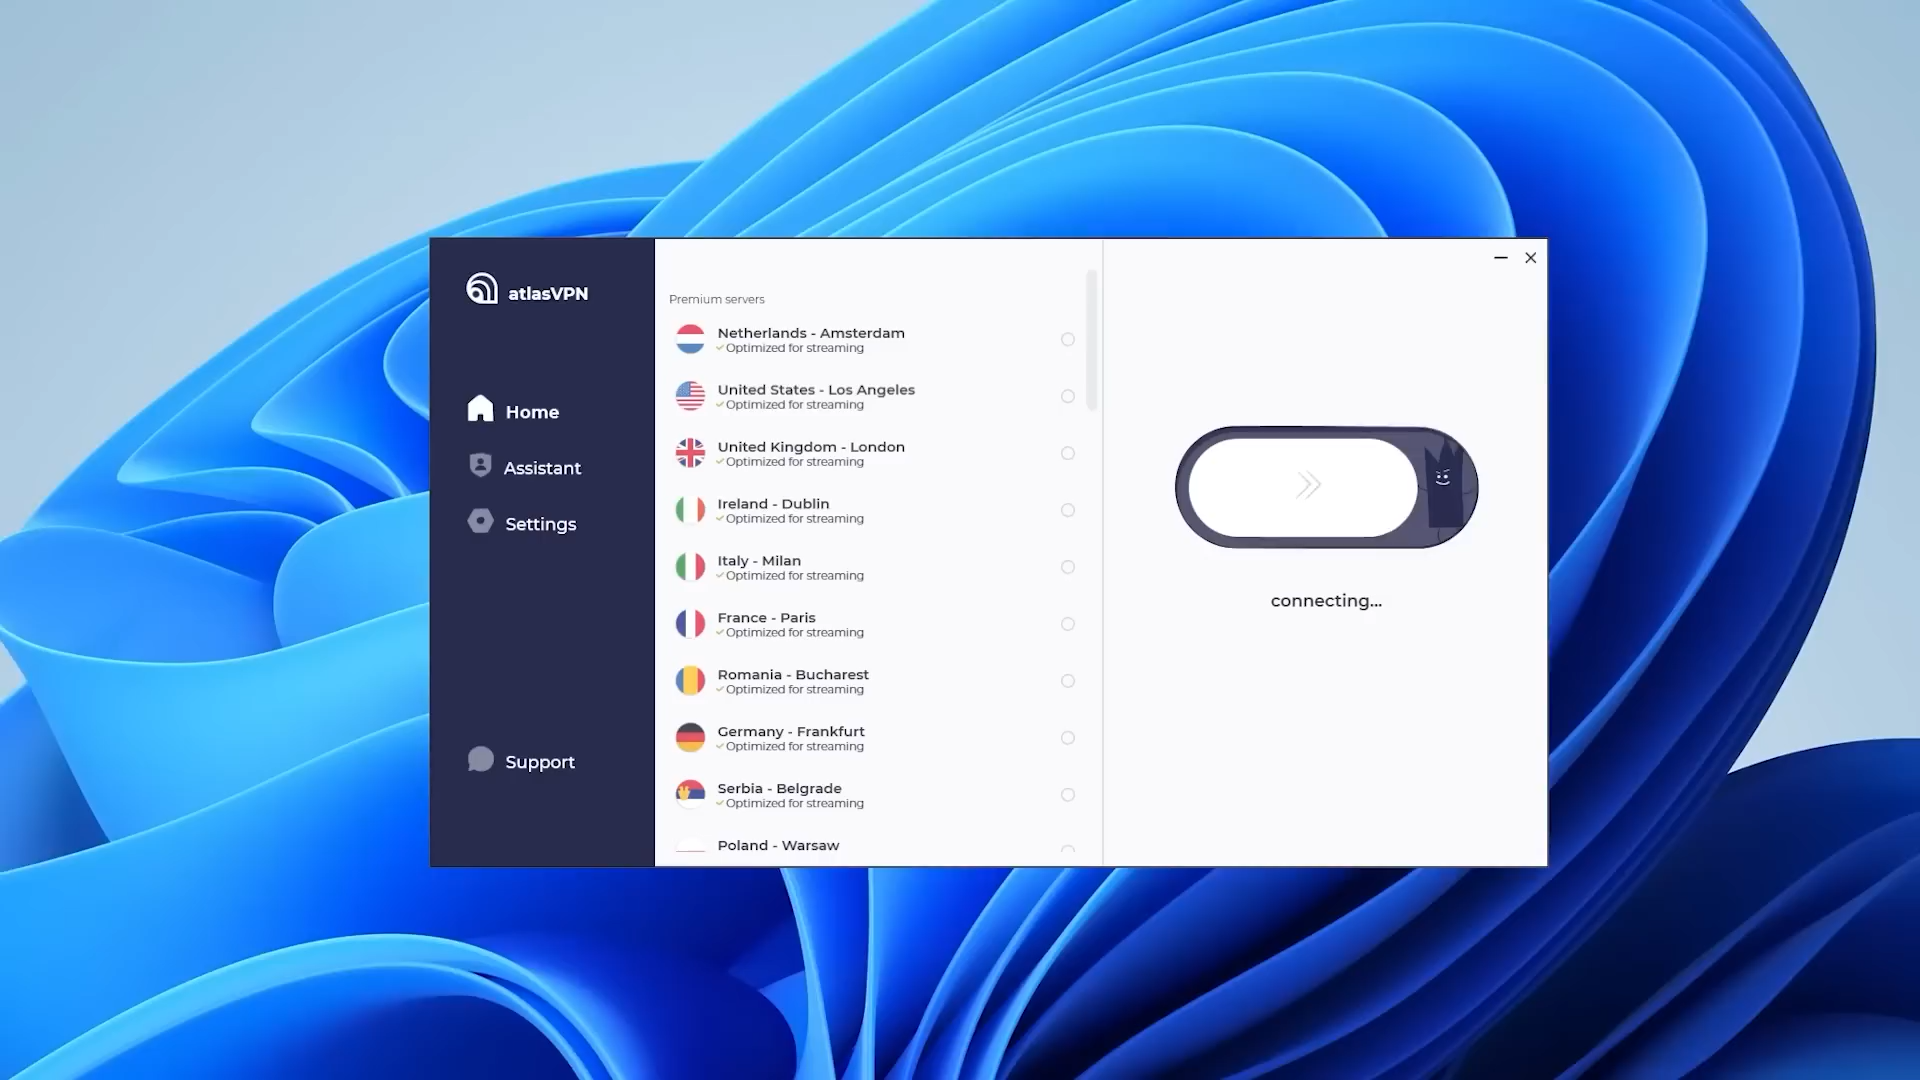 atlasVPN
Home
Assistant
Settings
Support
Premium servers
Netherlands - Amsterdam
Optimized for streaming
United States - Los Angeles
Optimized for streaming
United Kingdom - London
Optimized for streaming
Ireland - Dublin
Optimized for streaming
Italy - Milan
Optimized for streaming
France - Paris
Optimized for streaming
Romania - Bucharest
Optimized for streaming
Germany - Frankfurt
Optimized for streaming
Serbia - Belgrade
Optimized for streaming
Poland - Warsaw
connecting...